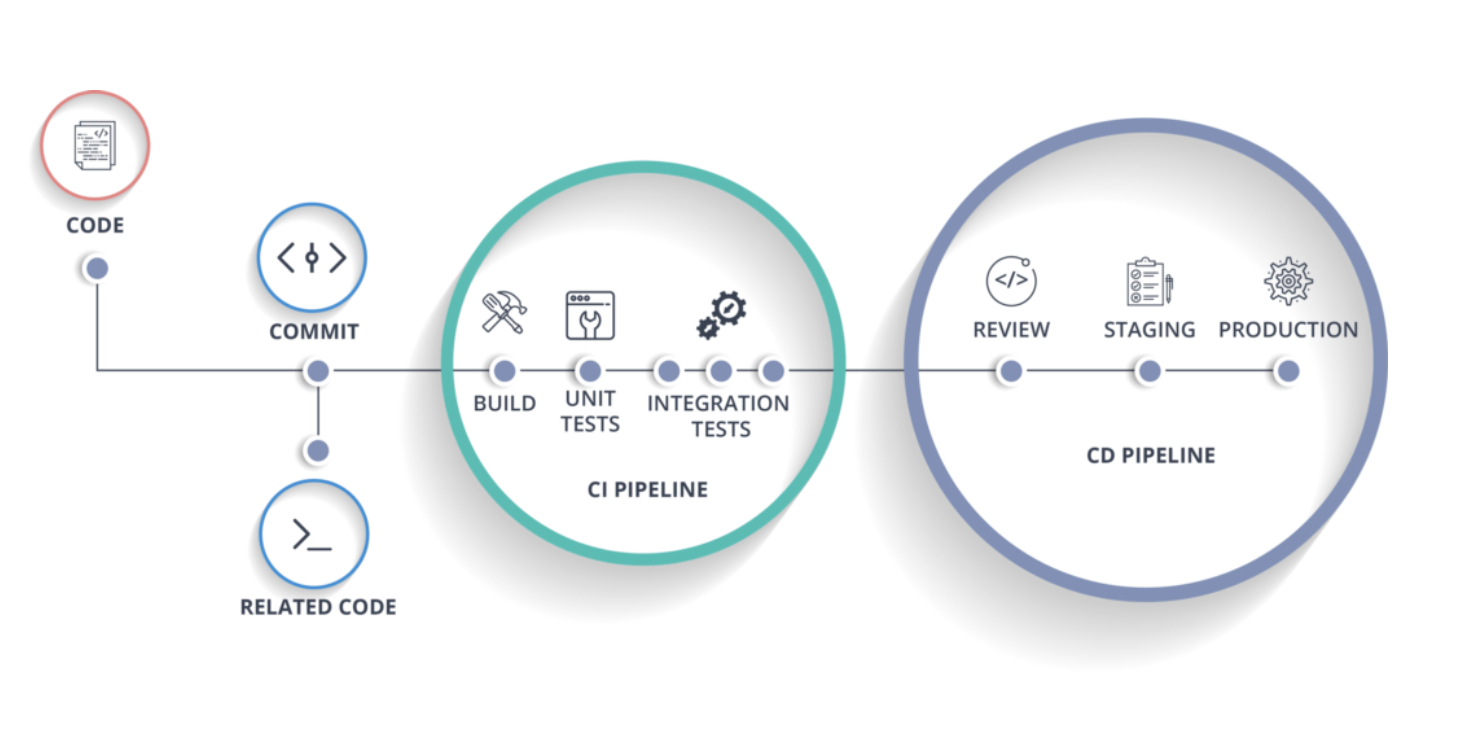 CODE
COMMIT
RELATED CODE
BUILD
UNIT
TESTS
INTEGRATION
TESTS
CI PIPELINE
REVIEW
STAGING
PRODUCTION
CD PIPELINE